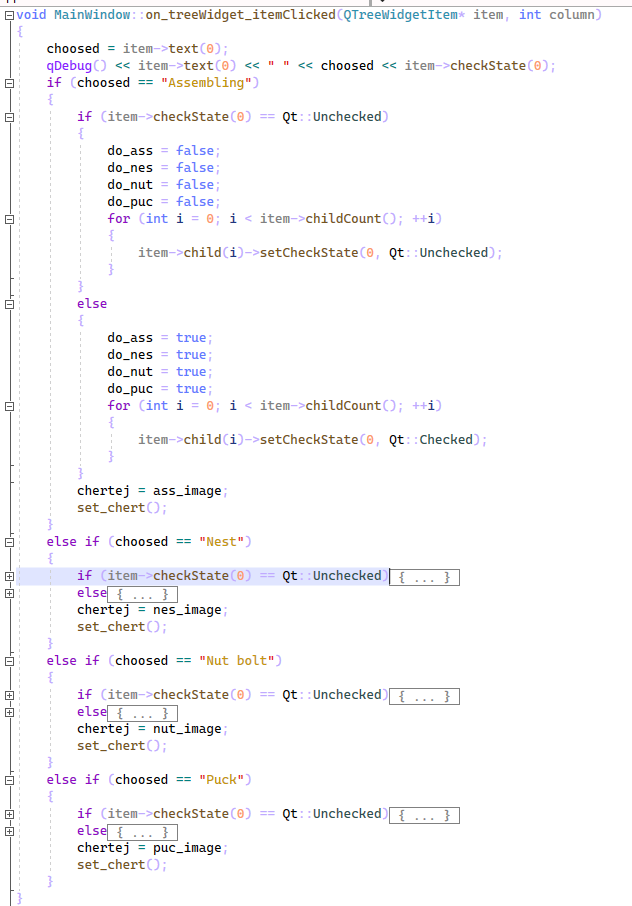 void MainWindow::on_treeWidget_itemClicked(QTreeWidgetItem* item, int column)
{
    choosed = item->text(0);
    qDebug() << item->text(0) << " " << choosed << item->checkState(0);
    if (choosed == "Assembling")
    {
        if (item->checkState(0) == Qt::Unchecked)
        {
            do_ass = false;
            do_nes = false;
            do_nut = false;
            do_puc = false;
            for (int i = 0; i < item->childCount(); ++i)
            {
                item->child(i)->setCheckState(0, Qt::Unchecked);
            }
        }
        else
        {
            do_ass = true;
            do_nes = true;
            do_nut = true;
            do_puc = true;
            for (int i = 0; i < item->childCount(); ++i)
            {
                item->child(i)->setCheckState(0, Qt::Checked);
            }
        }
        chertej = ass_image;
        set_chert();
    }
    else if (choosed == "Nest")
    {
        if (item->checkState(0) == Qt::Unchecked) { ... }
        else { ... }
        chertej = nes_image;
        set_chert();
    }
    else if (choosed == "Nut bolt")
    {
        if (item->checkState(0) == Qt::Unchecked) { ... }
        else { ... }
        chertej = nut_image;
        set_chert();
    }
    else if (choosed == "Puck")
    {
        if (item->checkState(0) == Qt::Unchecked) { ... }
        else { ... }
        chertej = puc_image;
        set_chert();
    }
}